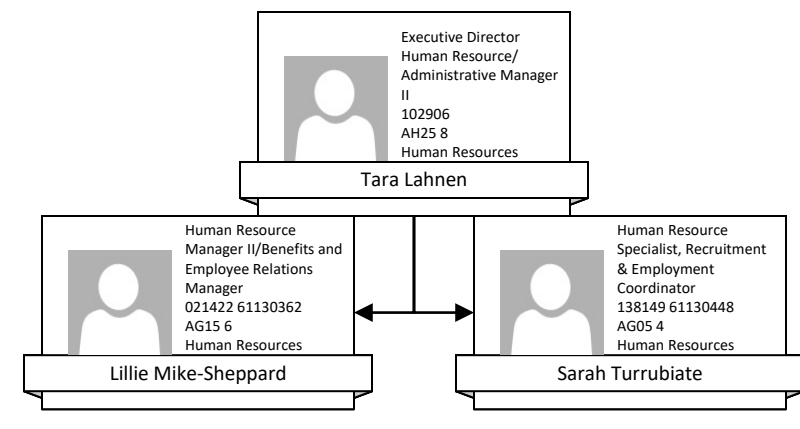 Executive Director
Human Resource/
Administrative Manager
II
102906
AH25 8
Human Resources
Tara Lahnen
Human Resource
Manager II/Benefits and
Employee Relations
Manager
021422 61130362
AG15 6
Human Resources
Lillie Mike-Sheppard
Human Resource
Specialist, Recruitment
& Employment
Coordinator
138149 61130448
AG05 4
Human Resources
Sarah Turrubiate